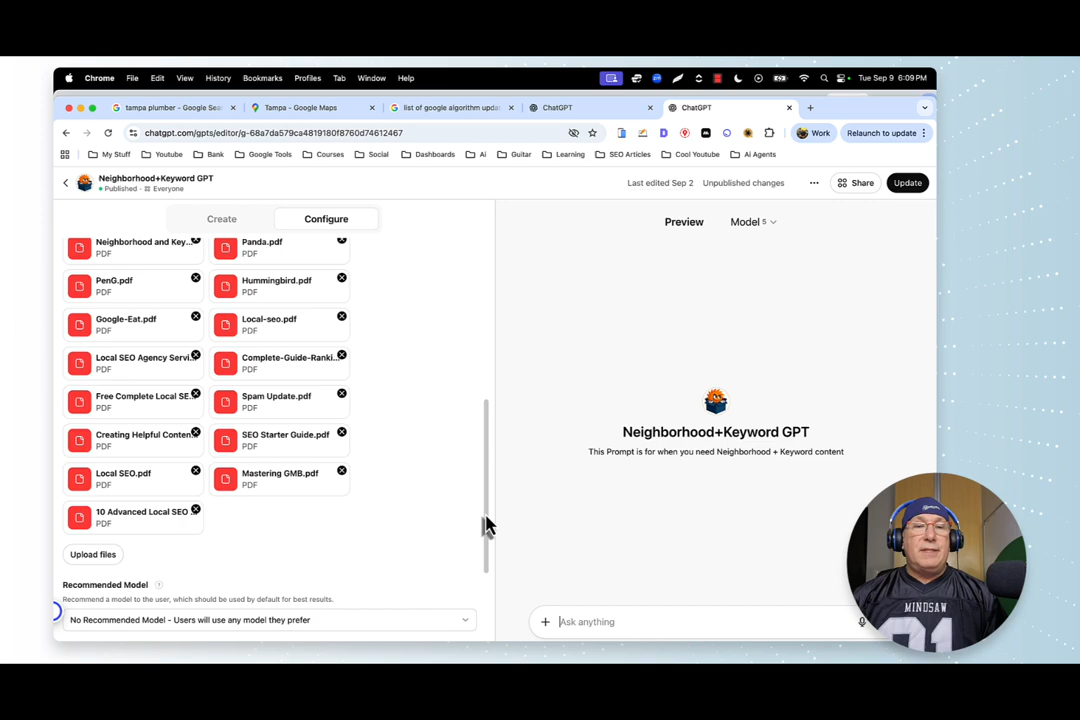 Chrome File Edit View History Bookmarks Profiles Tab Window Help Tue Sep 9 6:09 PM
tampa plumber - Google Sea Tampa - Google Maps list of google algorithm updat ChatGPT ChatGPT
chatgpt.com/gpts/editor/g-68a7da579ca4819180f8760d74612467 Work Relaunch to update
My Stuff Youtube Bank Google Tools Courses Social Dashboards Ai Guitar Learning SEO Articles Cool Youtube Ai Agents
Neighborhood+Keyword GPT
Published · Everyone
Last edited Sep 2 Unpublished changes Share Update
Create Configure
Preview Model 5
Neighborhood and Key... Panda.pdf
PDF PDF
PenG.pdf Hummingbird.pdf
PDF PDF
Google-Eat.pdf Local-seo.pdf
PDF PDF
Local SEO Agency Servi... Complete-Guide-Ranki...
PDF PDF
Free Complete Local SE... Spam Update.pdf
PDF PDF
Creating Helpful Conten... SEO Starter Guide.pdf
PDF PDF
Local SEO.pdf Mastering GMB.pdf
PDF PDF
10 Advanced Local SEO ...
PDF
Upload files
Recommended Model ?
Recommend a model to the user, which should be used by default for best results.
No Recommended Model - Users will use any model they prefer
Neighborhood+Keyword GPT
This Prompt is for when you need Neighborhood + Keyword content
Ask anything
MINDSAW